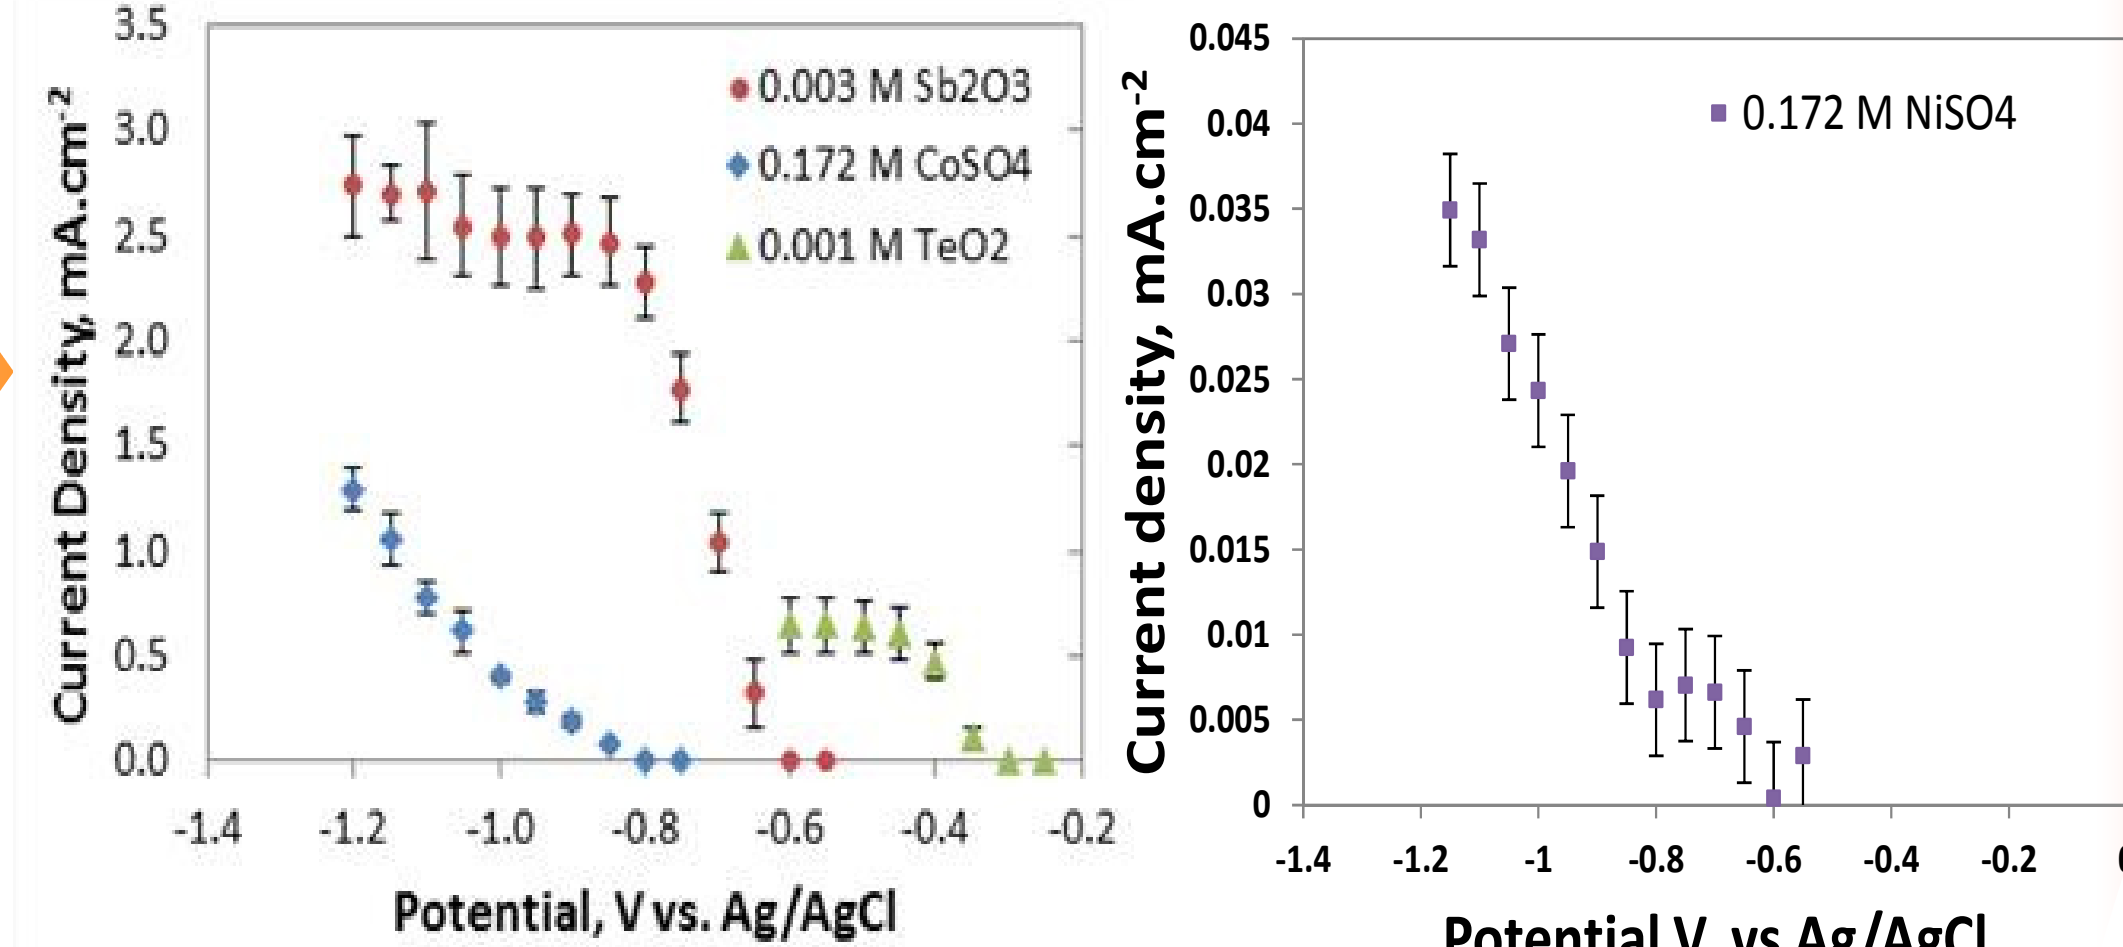 3.5
3.0
2.5
2.0
1.5
1.0
0.5
0.0
-1.4 -1.2 -1.0 -0.8 -0.6 -0.4 -0.2
Current Density, mA.cm-2
Potential, V vs. Ag/AgCl
0.003 M Sb2O3
0.172 M CoSO4
0.001 M TeO2
0.045
0.04
0.035
0.03
0.025
0.02
0.015
0.01
0.005
0
-1.4 -1.2 -1 -0.8 -0.6 -0.4 -0.2
Current density, mA.cm-2
Potential V, vs Ag/AgCl
0.172 M NiSO4